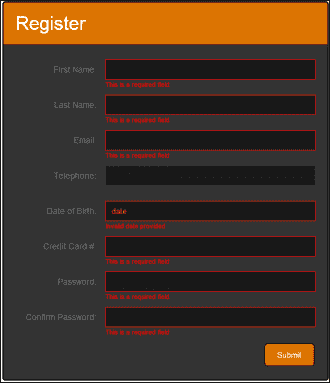 Register
First Name:
This is a required field
Last Name:
This is a required field
Email:
This is a required field
Telephone:
Date of Birth:
date
Invalid date provided
Credit Card #:
This is a required field
Password:
This is a required field
Confirm Password:
This is a required field
Submit